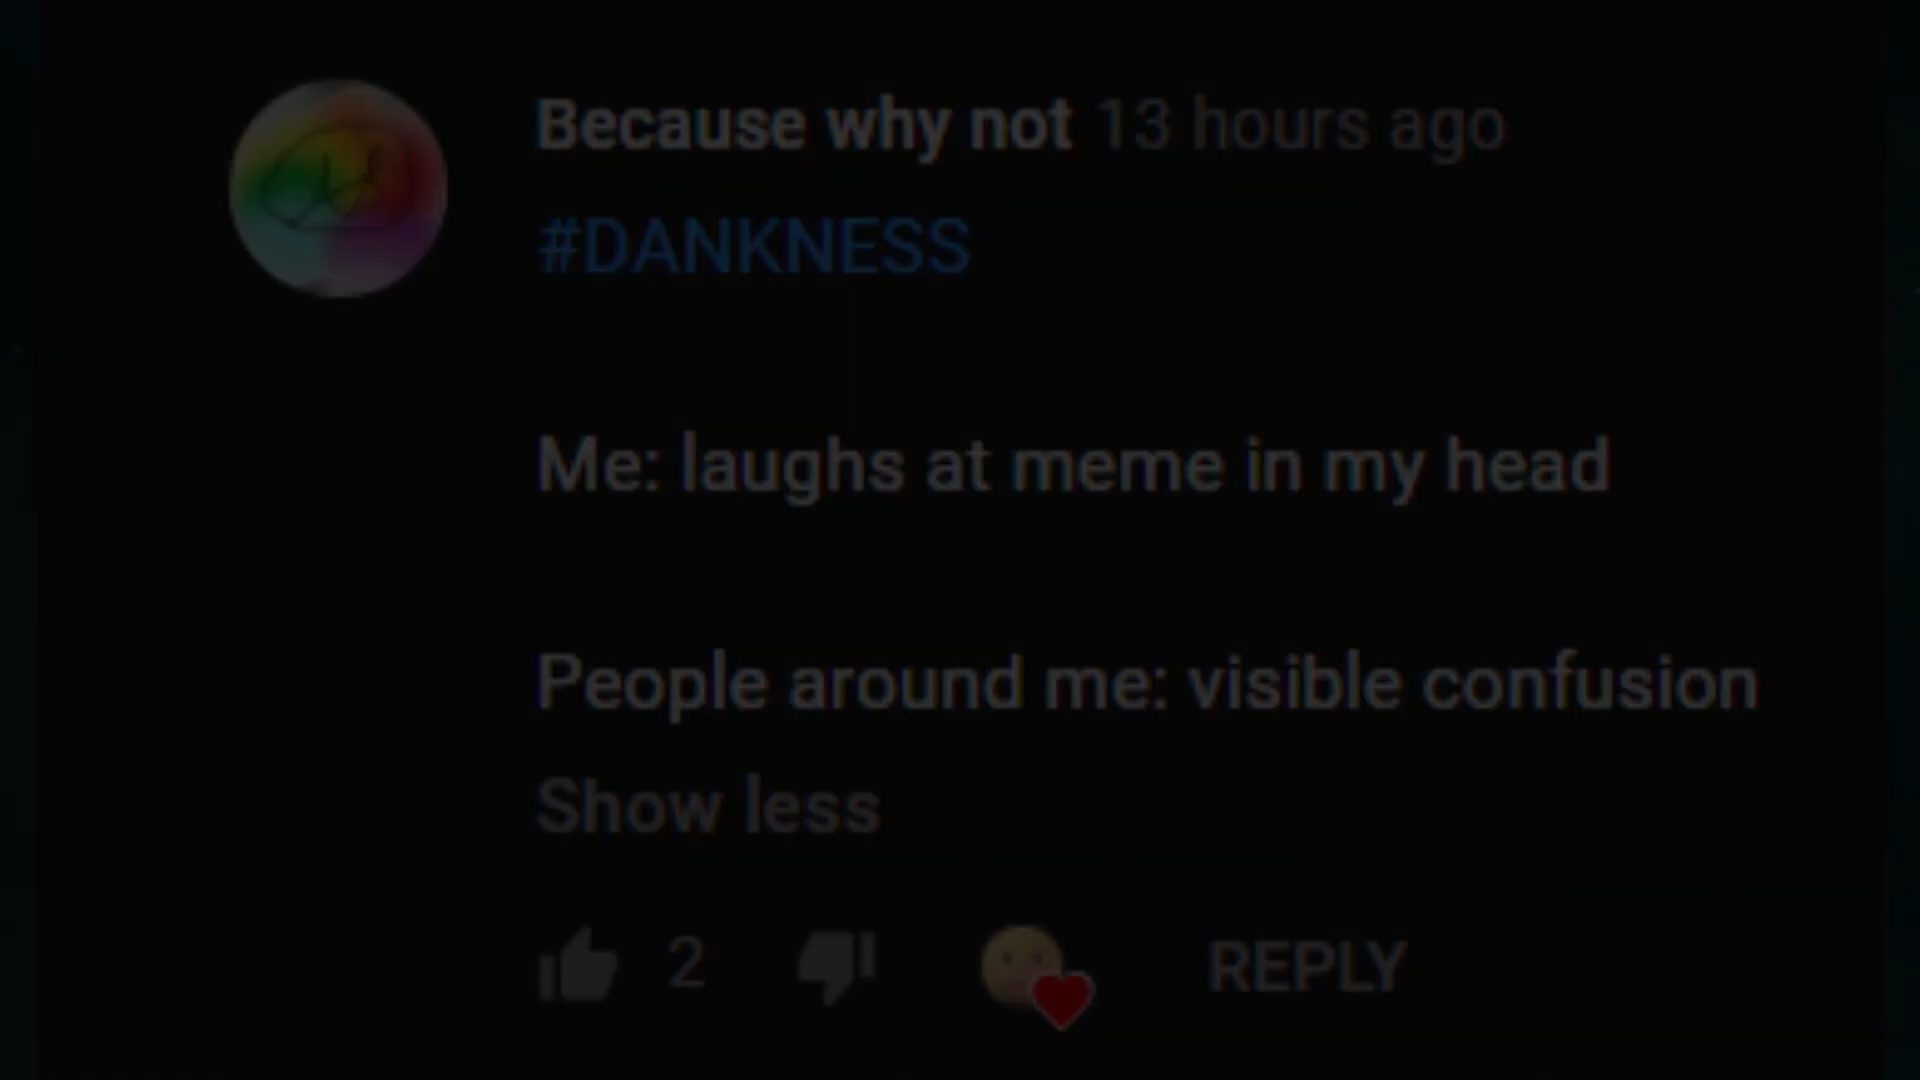 Because why not 13 hours ago
#DANKNESS
Me: laughs at meme in my head
People around me: visible confusion
Show less
2 REPLY